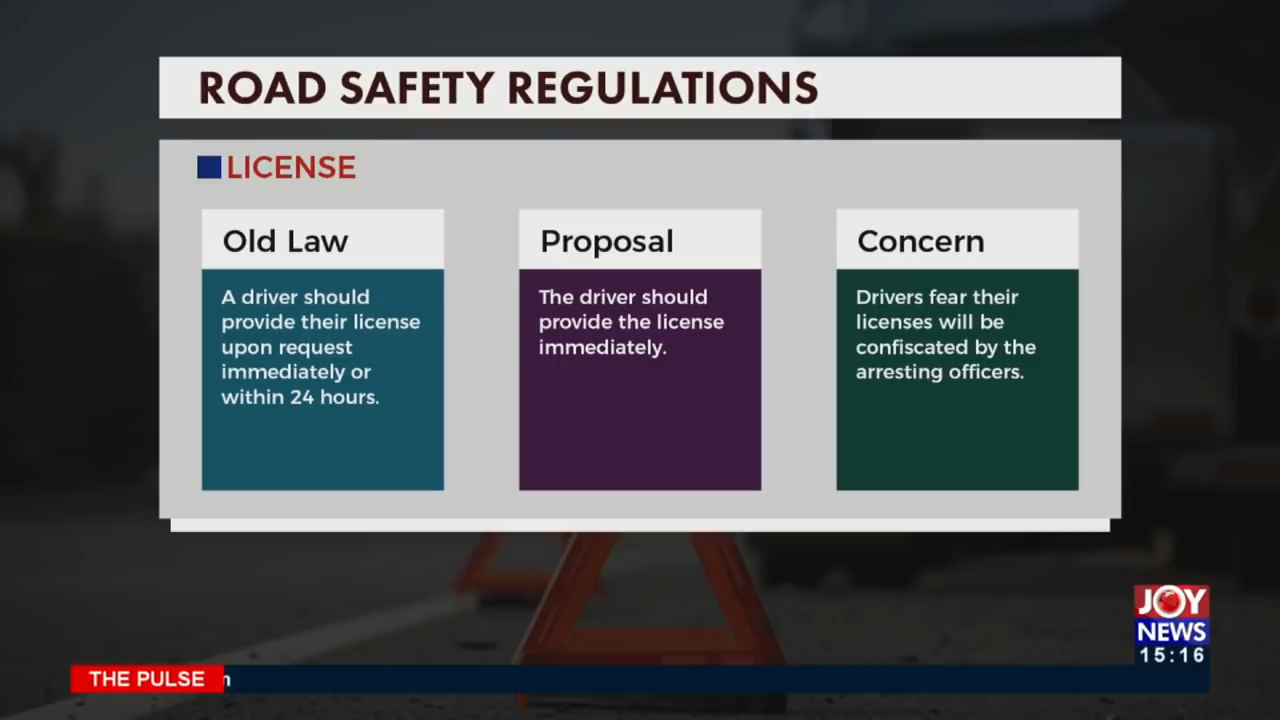 ROAD SAFETY REGULATIONS
LICENSE
Old Law
A driver should
provide their license
upon request
immediately or
within 24 hours.
Proposal
The driver should
provide the license
immediately.
Concern
Drivers fear their
licenses will be
confiscated by the
arresting officers.
JOY
NEWS
15:16
THE PULSE